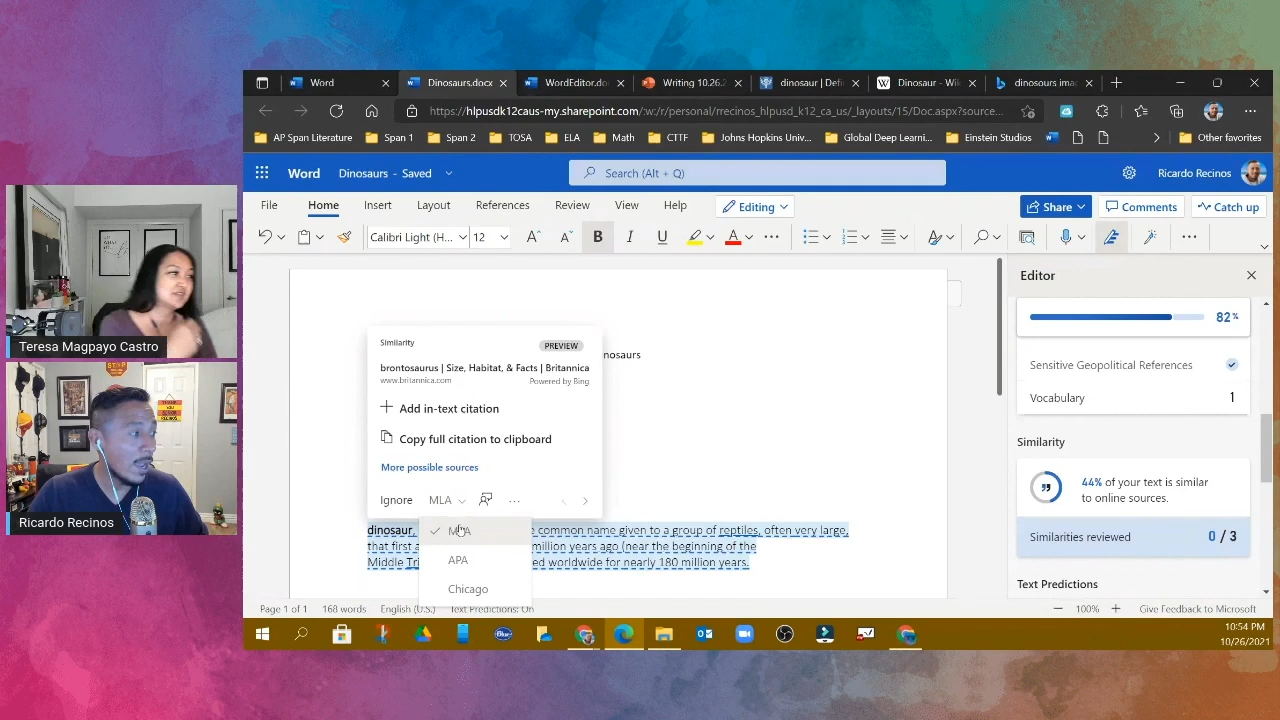 Word
Dinosaurs.docx
WordEditor.do
Writing 10.26.2
dinosaur | Defi
Dinosaur - Wik
dinosours ima
https://hlpusdk12caus-my.sharepoint.com/:w:/r/personal/rrecinos_hlpusd_k12_ca_us/_layouts/15/Doc.aspx?source...
AP Span Literature
Span 1
Span 2
TOSA
ELA
Math
CTTF
Johns Hopkins Univ...
Global Deep Learni...
Einstein Studios
Other favorites
Word
Dinosaurs - Saved
Search (Alt + Q)
Ricardo Recinos
File
Home
Insert
Layout
References
Review
View
Help
Editing
Share
Comments
Catch up
Calibri Light (H...
12
B
I
U
A
Editor
82%
Sensitive Geopolitical References
Vocabulary 1
Similarity
44% of your text is similar
to online sources.
Similarities reviewed 0 / 3
Text Predictions
nosaurs
Similarity
PREVIEW
brontosaurus | Size, Habitat, & Facts | Britannica
www.britannica.com
Powered by Bing
Add in-text citation
Copy full citation to clipboard
More possible sources
Ignore
MLA
APA
Chicago
dinosaur, common name given to a group of reptiles, often very large,
that first a million years ago (near the beginning of the
Middle Tri ed worldwide for nearly 180 million years.
Page 1 of 1
168 words
English (U.S.)
Text Predictions: On
100%
Give Feedback to Microsoft
10:54 PM
10/26/2021
Teresa Magpayo Castro
Ricardo Recinos